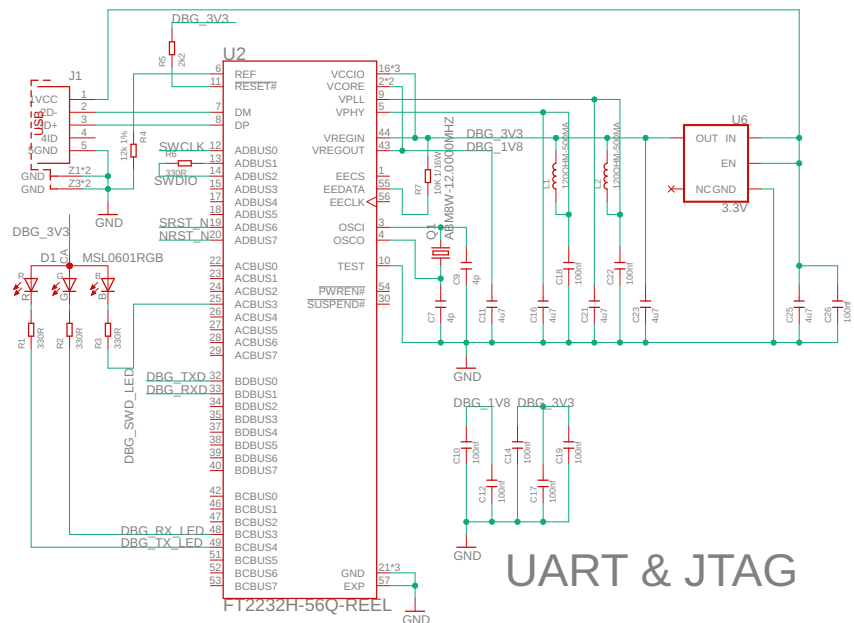 DBG_3V3
U2
R5
2k2
J1
1VCC
2D-
3D+
4ID
5GND
USB
1
2
3
4
5
GND Z1*2
GND Z3*2
GND
12k 1%
R4
6 REF
11 RESET#
7 DM
8 DP
SWCLK 12 ADBUS0
R6 13 ADBUS1
330R 14 ADBUS2
SWDIO 15 ADBUS3
17 ADBUS4
18 ADBUS5
SRST_N 19 ADBUS6
NRST_N 20 ADBUS7
22 ACBUS0
23 ACBUS1
24 ACBUS2
25 ACBUS3
26 ACBUS4
27 ACBUS5
28 ACBUS6
29 ACBUS7
DBG_TXD 32 BDBUS0
DBG_RXD 33 BDBUS1
34 BDBUS2
35 BDBUS3
37 BDBUS4
38 BDBUS5
39 BDBUS6
40 BDBUS7
42 BCBUS0
46 BCBUS1
47 BCBUS2
DBG_RX_LED 48 BCBUS3
DBG_TX_LED 49 BCBUS4
51 BCBUS5
52 BCBUS6
53 BCBUS7
VCCIO 16*3
VCORE 2*2
VPLL 9
VPHY 5
VREGIN 44 DBG_3V3
VREGOUT 43 DBG_1V8
EECS 1
EEDATA 55
EECLK 56
OSCI 3
OSCO 4
TEST 10
PWREN# 54
SUSPEND# 30
GND 21*3
EXP 57
GND
FT2232H-56Q-REEL
DBG_3V3
D1
CA
MSL0601RGB
R
G
B
R
G
B
R1
330R
R2
330R
R3
330R
DBG_SWD_LED
R7
10K 1/16W
Q1
ABM8W-12.0000MHZ
C7
4p
C9
4p
C11
4u7
L1
120OHM-500MA
L2
120OHM-500MA
C16
4u7
C18
100nf
C21
4u7
C22
100nf
C23
4u7
GND
U6
OUT IN
EN
NC GND
3.3V
C25
4u7
C26
100nf
DBG_1V8
DBG_3V3
C10
100nf
C12
100nf
C14
100nf
C17
100nf
C19
100nf
GND
UART & JTAG